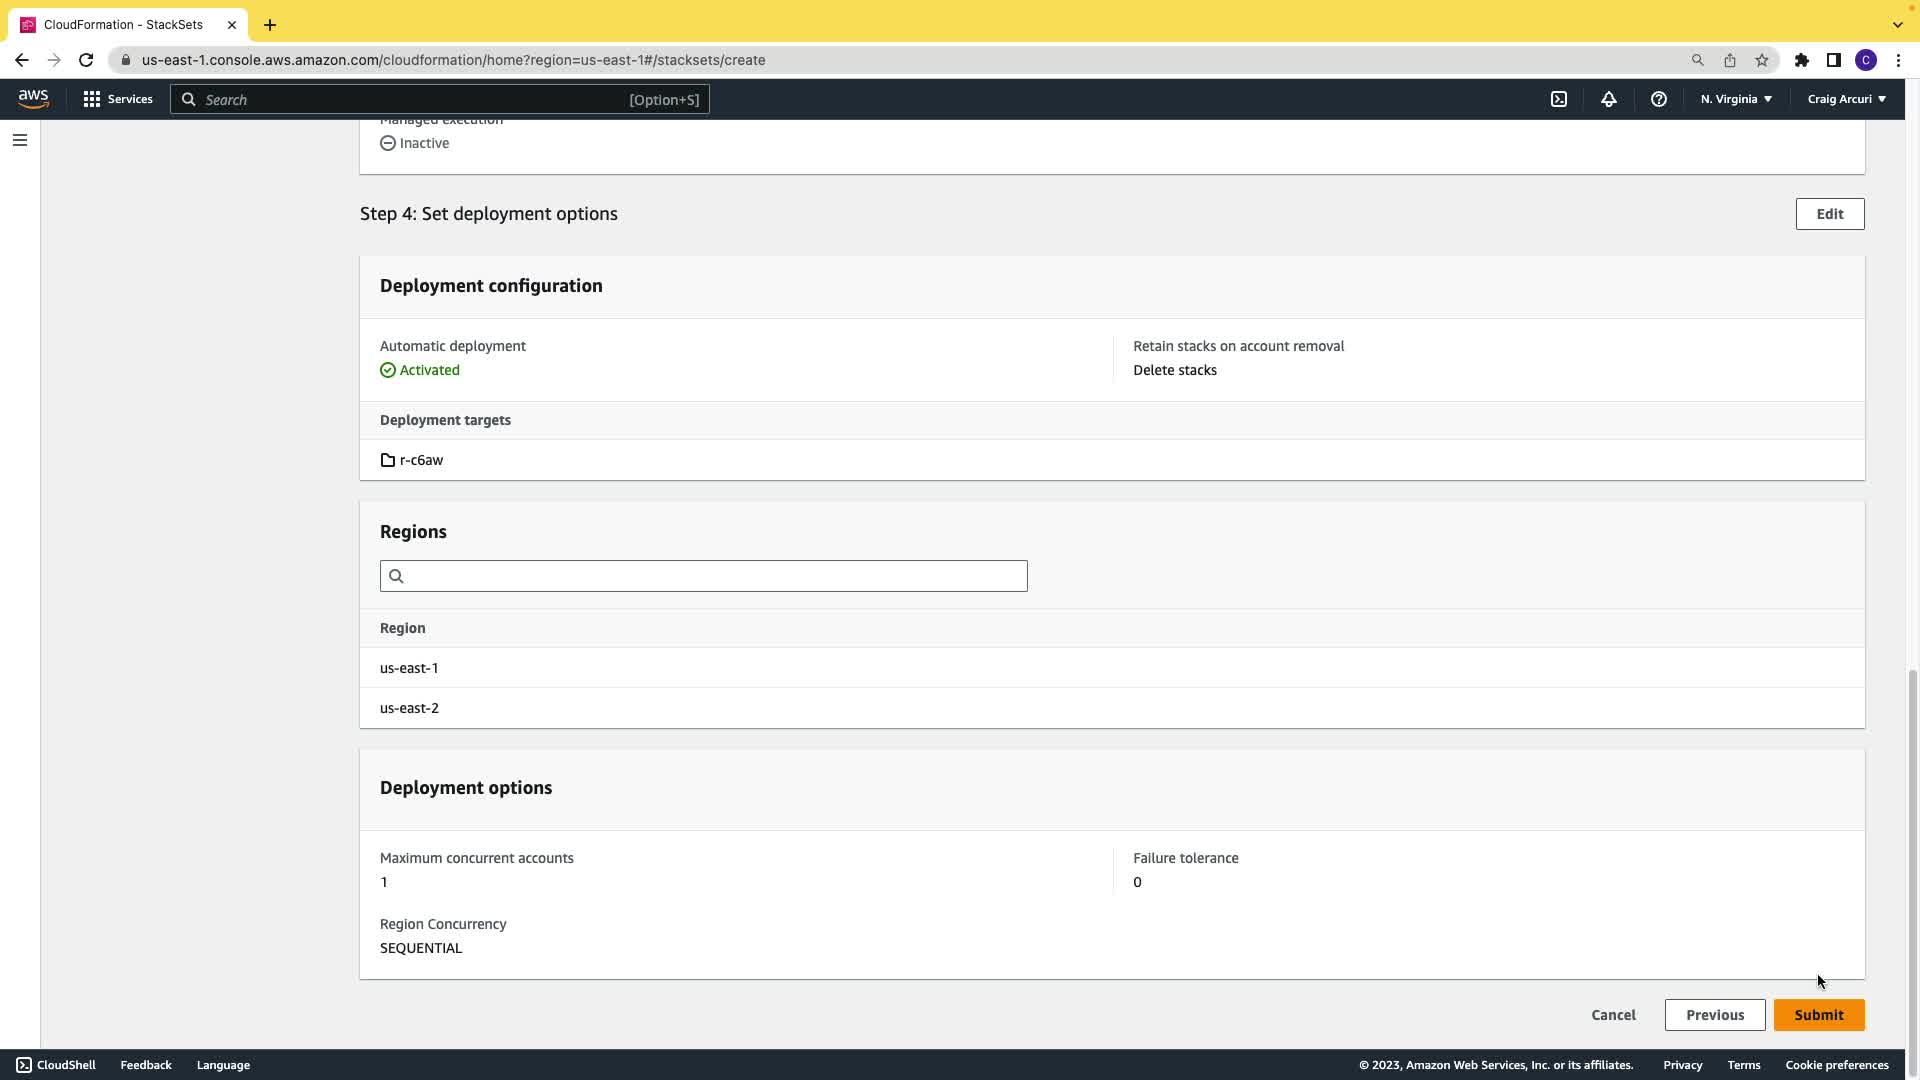 CloudFormation - StackSets
us-east-1.console.aws.amazon.com/cloudformation/home?region=us-east-1#/stacksets/create
C
aws
Services
Search
[Option+S]
N. Virginia
Craig Arcuri
Managed execution
Inactive
Step 4: Set deployment options
Edit
Deployment configuration
Automatic deployment
Activated
Retain stacks on account removal
Delete stacks
Deployment targets
r-c6aw
Regions
Region
us-east-1
us-east-2
Deployment options
Maximum concurrent accounts
1
Failure tolerance
0
Region Concurrency
SEQUENTIAL
Cancel
Previous
Submit
CloudShell
Feedback
Language
© 2023, Amazon Web Services, Inc. or its affiliates.
Privacy
Terms
Cookie preferences